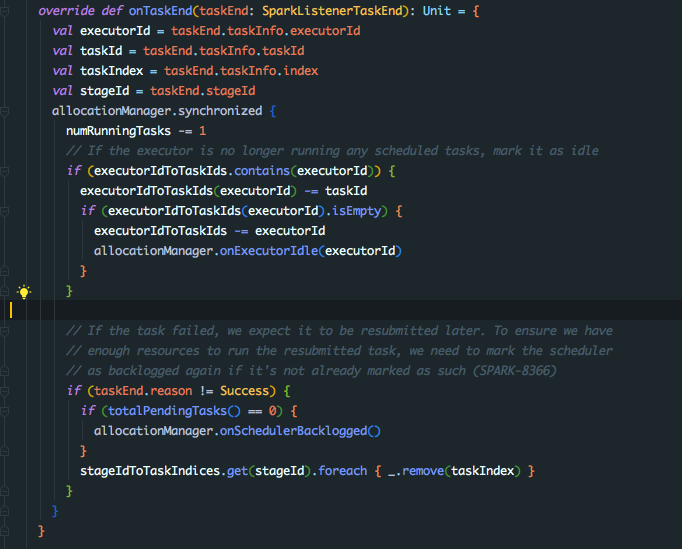 override def onTaskEnd(taskEnd: SparkListenerTaskEnd): Unit = {
  val executorId = taskEnd.taskInfo.executorId
  val taskId = taskEnd.taskInfo.taskId
  val taskIndex = taskEnd.taskInfo.index
  val stageId = taskEnd.stageId
  allocationManager.synchronized {
    numRunningTasks -= 1
    // If the executor is no longer running any scheduled tasks, mark it as idle
    if (executorIdToTaskIds.contains(executorId)) {
      executorIdToTaskIds(executorId) -= taskId
      if (executorIdToTaskIds(executorId).isEmpty) {
        executorIdToTaskIds -= executorId
        allocationManager.onExecutorIdle(executorId)
      }
    }
    // If the task failed, we expect it to be resubmitted later. To ensure we have
    // enough resources to run the resubmitted task, we need to mark the scheduler
    // as backlogged again if it's not already marked as such (SPARK-8366)
    if (taskEnd.reason != Success) {
      if (totalPendingTasks() == 0) {
        allocationManager.onSchedulerBacklogged()
      }
      stageIdToTaskIndices.get(stageId).foreach { _.remove(taskIndex) }
    }
  }
}